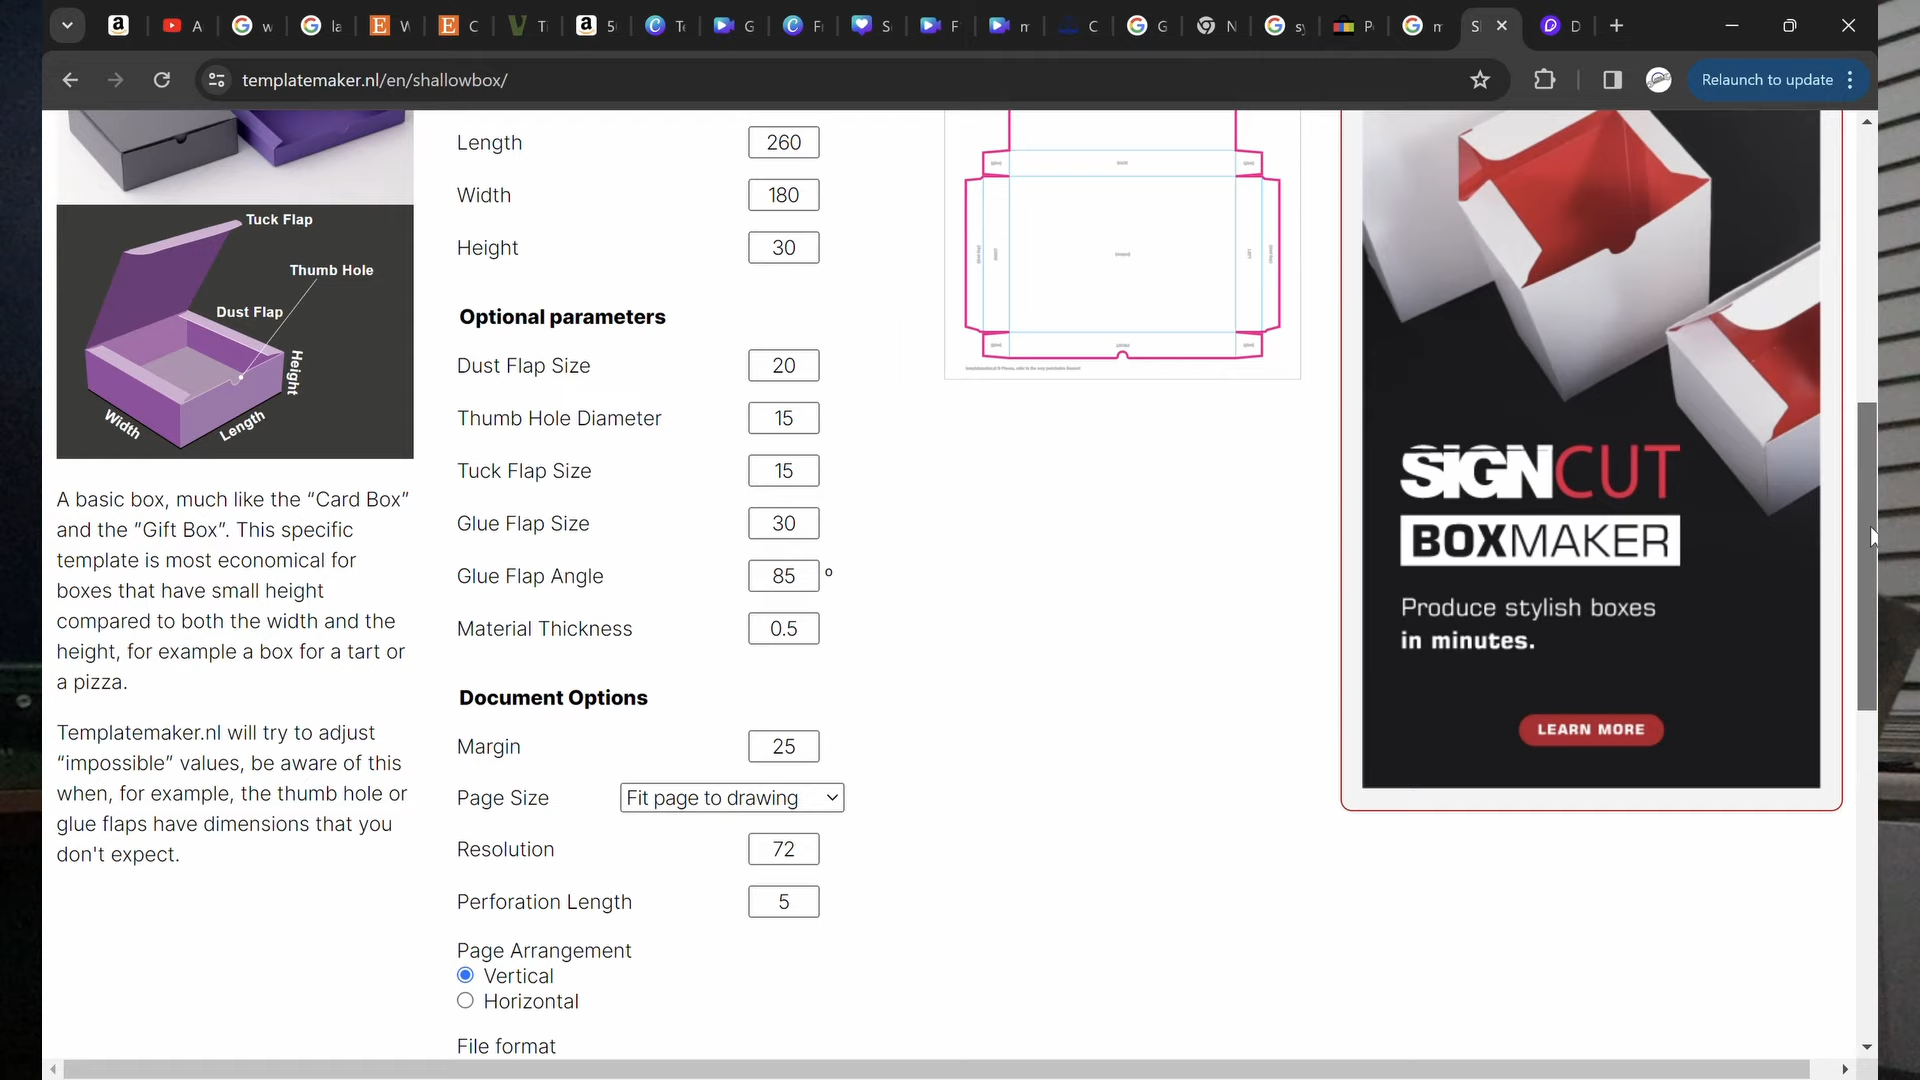 A
w
la
W
C
Ti
5
Te
G
F
S
F
m
C
G
N
sy
P
m
S
D
templatemaker.nl/en/shallowbox/
Relaunch to update
Tuck Flap
Thumb Hole
Dust Flap
Height
Width
Length
A basic box, much like the “Card Box”
and the "Gift Box". This specific
template is most economical for
boxes that have small height
compared to both the width and the
height, for example a box for a tart or
a pizza.
Templatemaker.nl will try to adjust
“impossible” values, be aware of this
when, for example, the thumb hole or
glue flaps have dimensions that you
don't expect.
Length 260
Width 180
Height 30
Optional parameters
Dust Flap Size 20
Thumb Hole Diameter 15
Tuck Flap Size 15
Glue Flap Size 30
Glue Flap Angle 85 º
Material Thickness 0.5
Document Options
Margin 25
Page Size Fit page to drawing
Resolution 72
Perforation Length 5
Page Arrangement
Vertical
Horizontal
File format
SIGNCUT
BOXMAKER
Produce stylish boxes
in minutes.
LEARN MORE